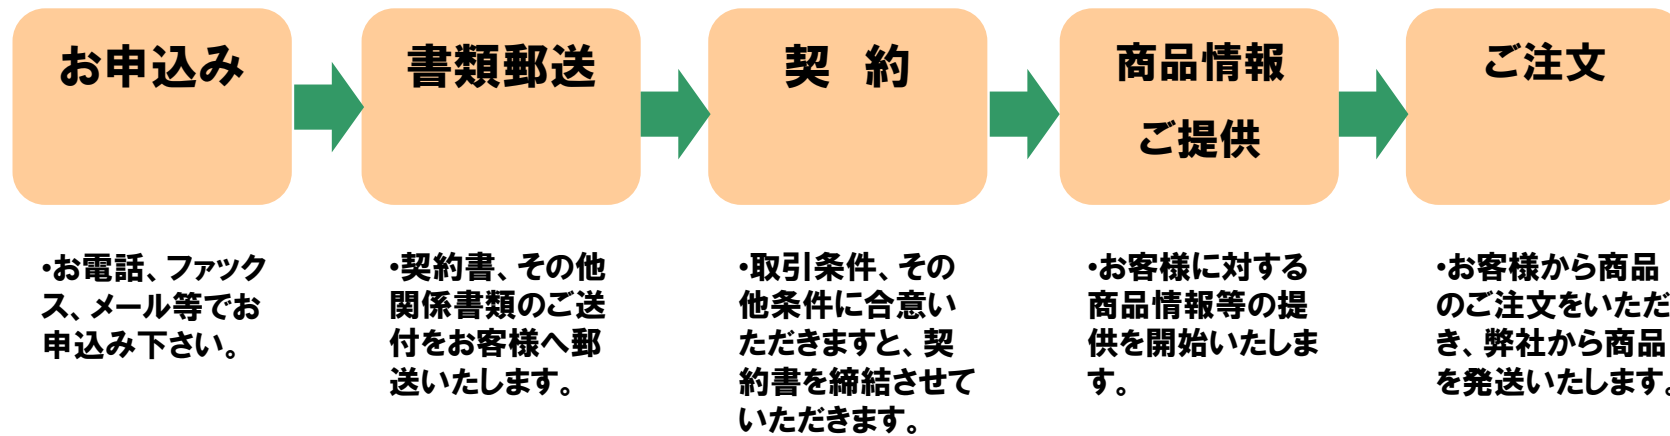 お申込み
書類郵送
契　約
商品情報
ご提供
ご注文
・お電話、ファック
ス、メール等でお
申込み下さい。
・契約書、その他
関係書類のご送
付をお客様へ郵
送いたします。
・取引条件、その
他条件に合意い
ただきますと、契
約書を締結させて
いただきます。
・お客様に対する
商品情報等の提
供を開始いたしま
す。
・お客様から商品
のご注文をいただ
き、弊社から商品
を発送いたします。